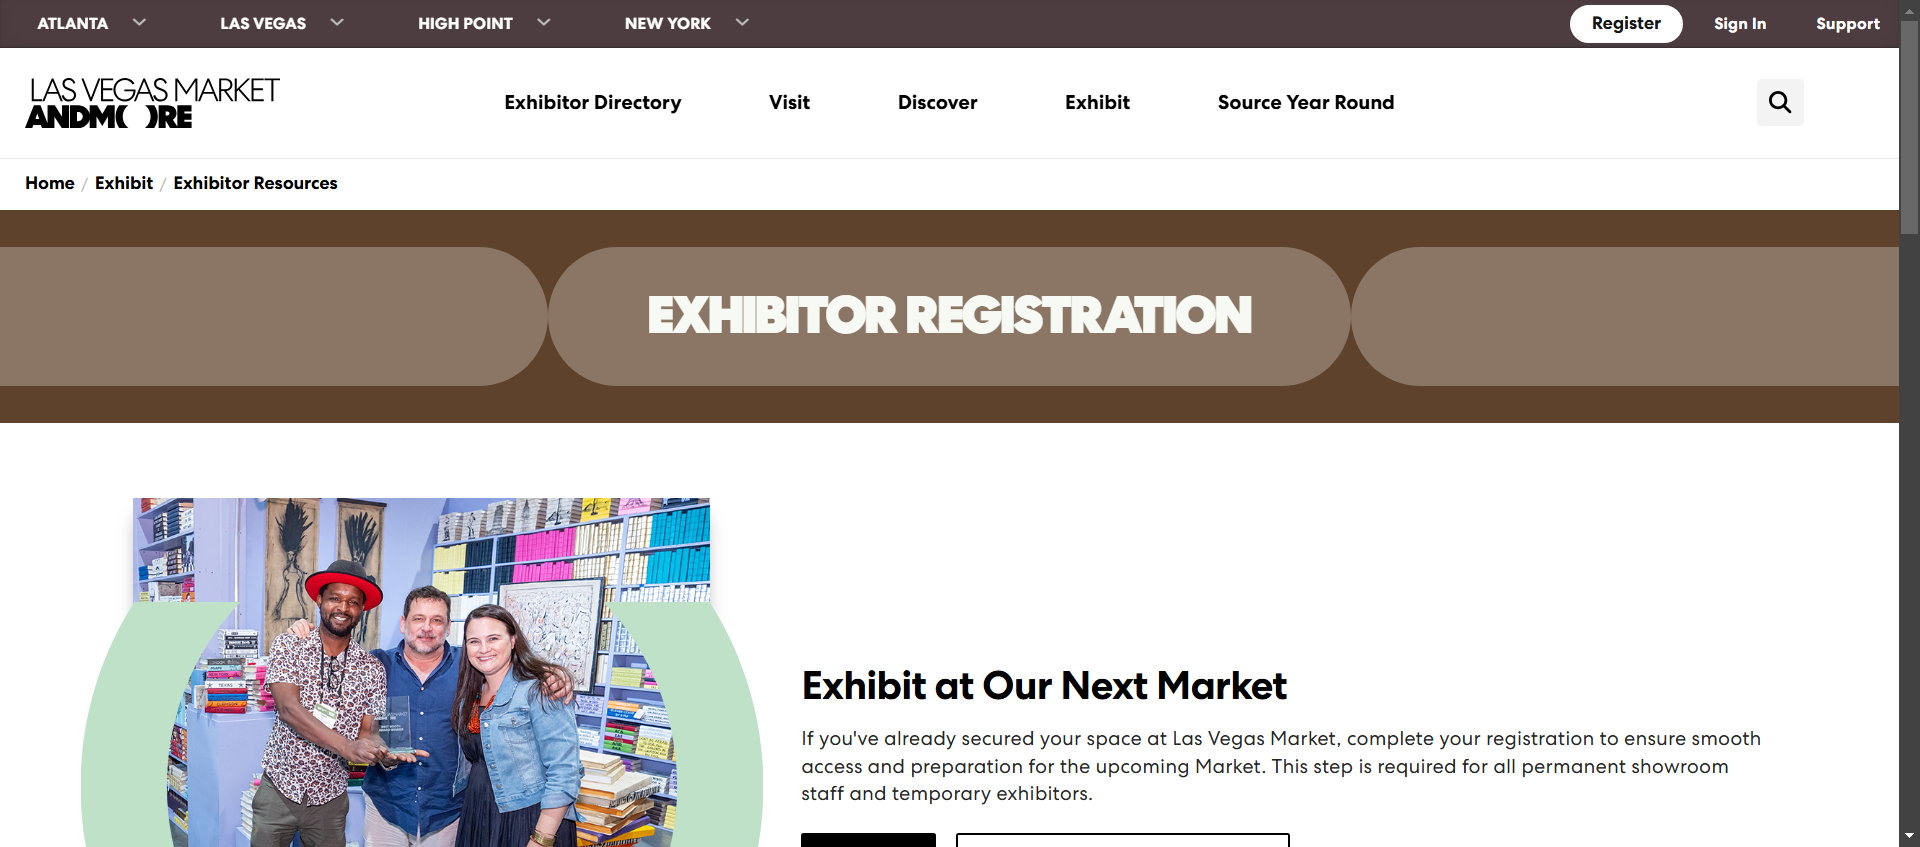 ATLANTA LAS VEGAS HIGH POINT NEW YORK Register Sign In Support
LAS VEGAS MARKET
ANDMORE
Exhibitor Directory Visit Discover Exhibit Source Year Round
Home / Exhibit / Exhibitor Resources
EXHIBITOR REGISTRATION
Exhibit at Our Next Market
If you've already secured your space at Las Vegas Market, complete your registration to ensure smooth
access and preparation for the upcoming Market. This step is required for all permanent showroom
staff and temporary exhibitors.
TEXAS